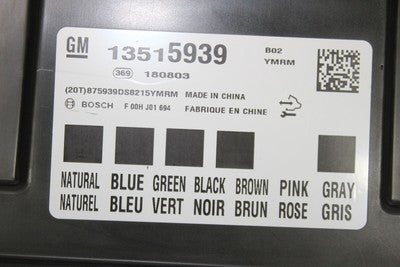 GM 13515939 B02
369 180803 YMRM
(20T)875939DS8215YMRM MADE IN CHINA
BOSCH F 00H J01 694 FABRIQUE EN CHINE
NATURAL BLUE GREEN BLACK BROWN PINK GRAY
NATUREL BLEU VERT NOIR BRUN ROSE GRIS